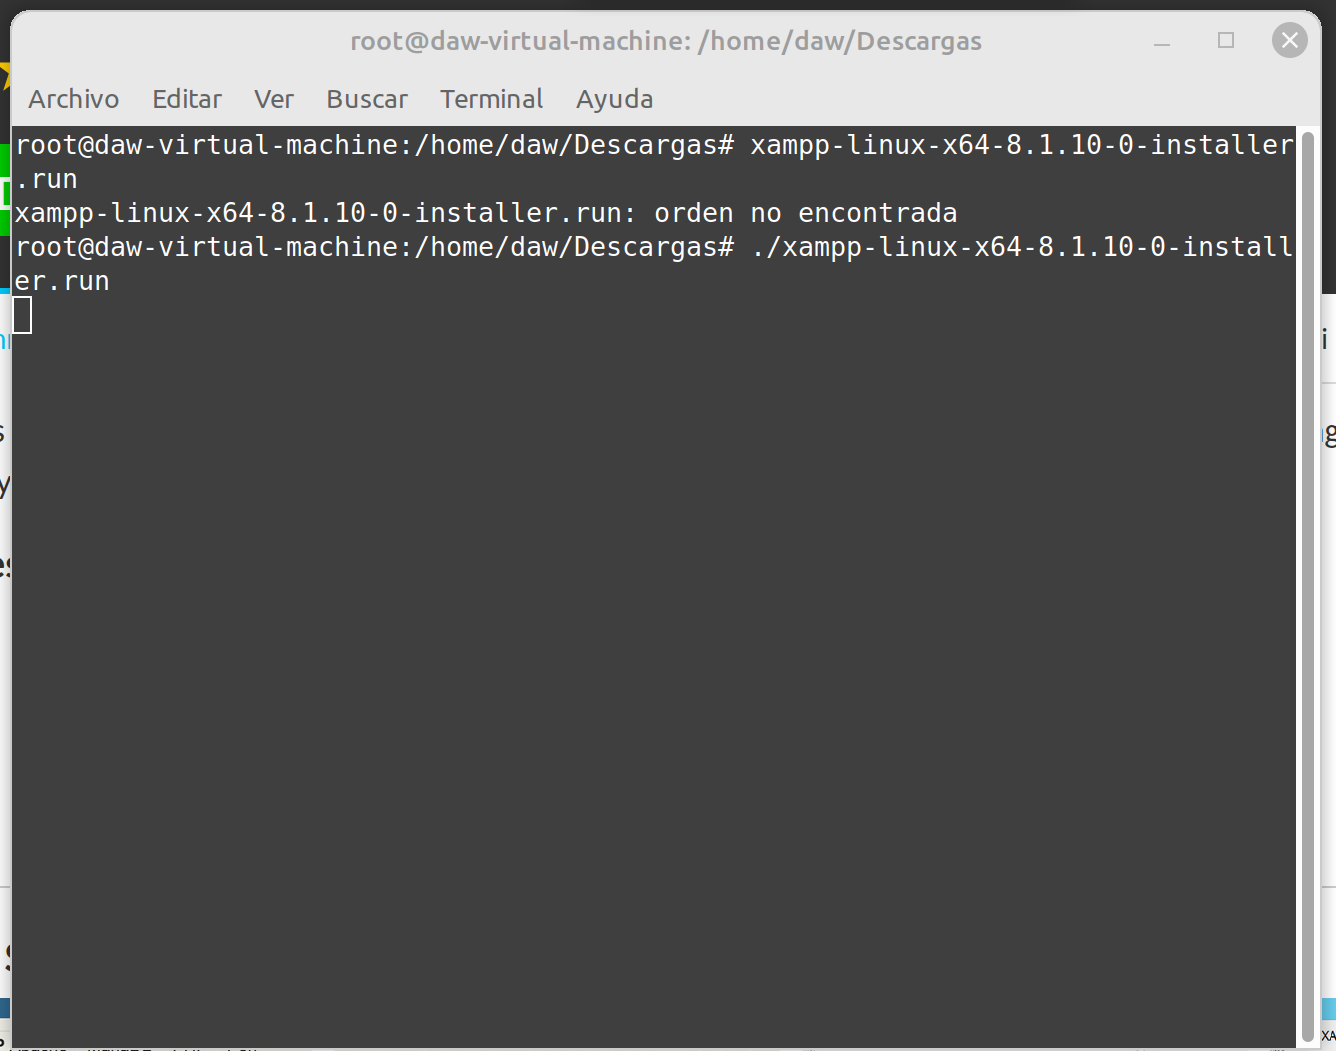 root@daw-virtual-machine: /home/daw/Descargas
Archivo Editar Ver Buscar Terminal Ayuda
root@daw-virtual-machine:/home/daw/Descargas# xampp-linux-x64-8.1.10-0-installer
.run
xampp-linux-x64-8.1.10-0-installer.run: orden no encontrada
root@daw-virtual-machine:/home/daw/Descargas# ./xampp-linux-x64-8.1.10-0-install
er.run